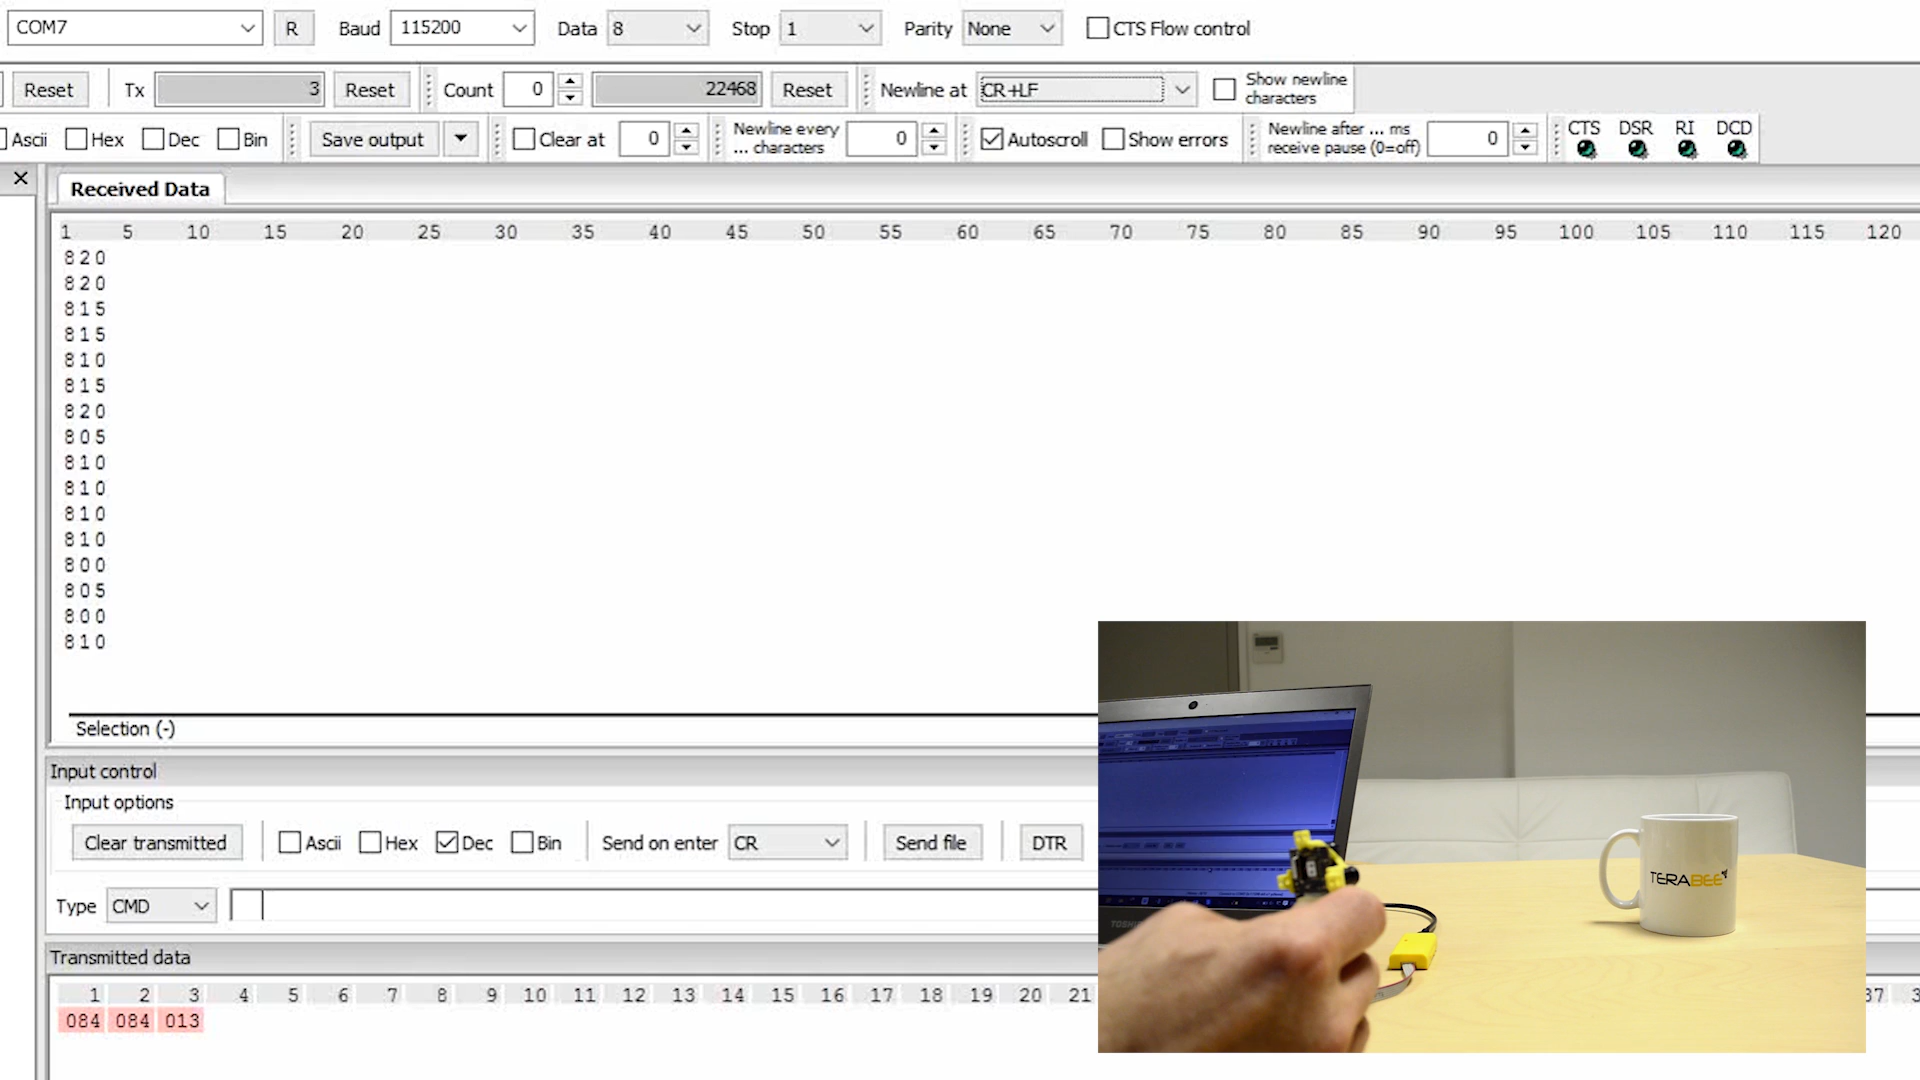 COM7 R Baud 115200 Data 8 Stop 1 Parity None CTS Flow control
Reset Tx 3 Reset Count 0 22468 Reset Newline at CR+LF Show newline characters
Ascii Hex Dec Bin Save output Clear at 0 Newline every ... characters 0 Autoscroll Show errors Newline after ... ms receive pause (0=off) 0 CTS DSR RI DCD
Received Data
1 5 10 15 20 25 30 35 40 45 50 55 60 65 70 75 80 85 90 95 100 105 110 115 120
820
820
815
815
810
815
820
805
810
810
810
810
800
805
800
810
Selection (-)
Input control
Input options
Clear transmitted Ascii Hex Dec Bin Send on enter CR Send file DTR
Type CMD
TERABEE
TOSHI
Transmitted data
1 2 3 4 5 6 7 8 9 10 11 12 13 14 15 16 17 18 19 20 21 37 3
084 084 013